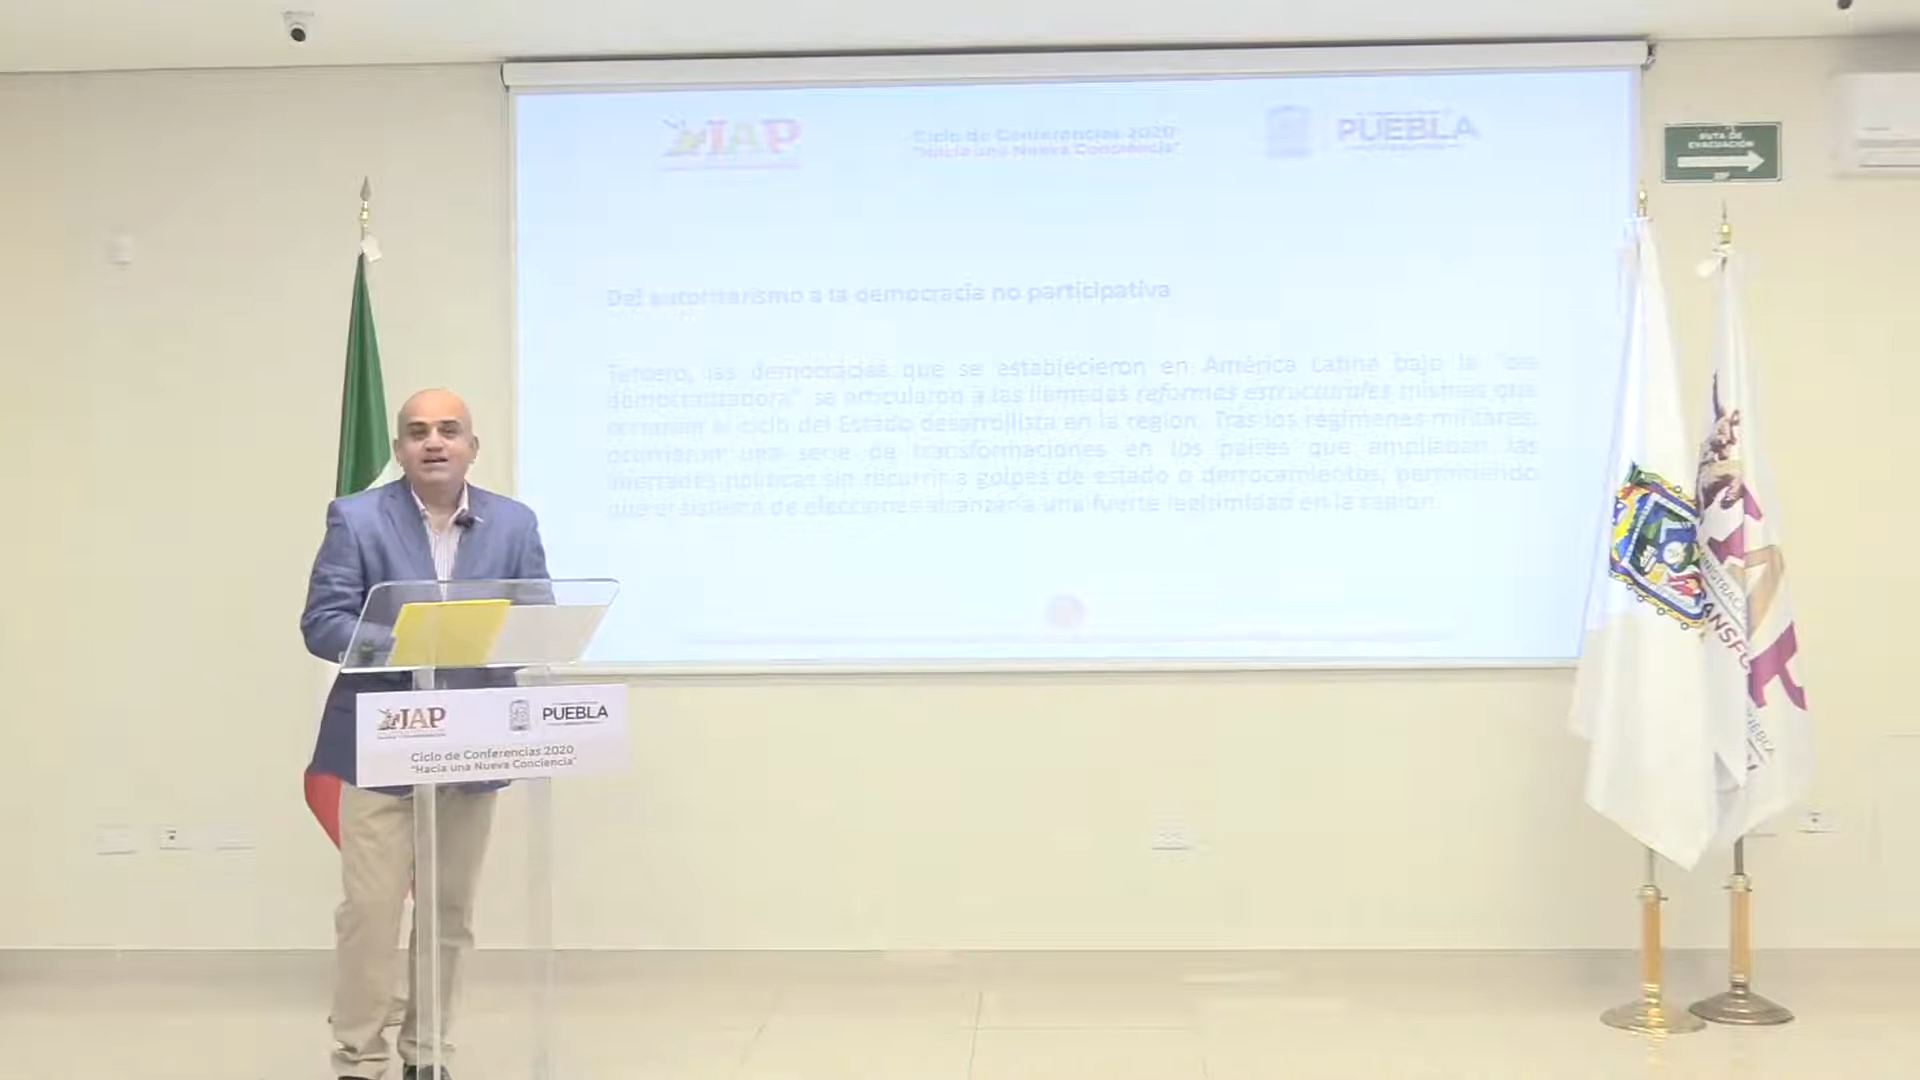 IAP
Ciclo de Conferencias 2020
"Hacia una Nueva Conciencia"
PUEBLA
RUTA DE
EVACUACIÓN
Del autoritarismo a la democracia no participativa
Tercero, las democracias que se establecieron en América Latina bajo la "ola
democratizadora" se articularon a las llamadas reformas estructurales mismas que
cerraron el ciclo del Estado desarrollista en la región. Tras los regímenes militares,
ocurrieron una serie de transformaciones en los países que ampliaban las
libertades políticas sin recurrir a golpes de estado o derrocamientos, permitiendo
que el sistema de elecciones alcanzaría una fuerte legitimidad en la región.
IAP
PUEBLA
Ciclo de Conferencias 2020
"Hacia una Nueva Conciencia"